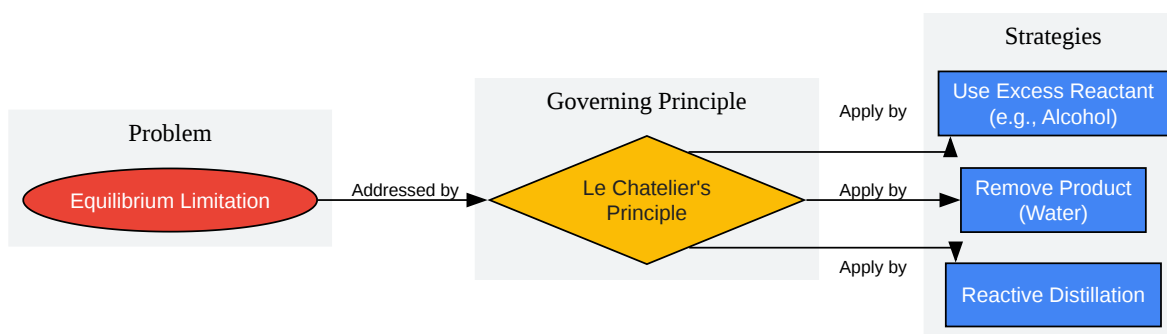 Problem
Equilibrium Limitation
Addressed by
Governing Principle
Le Chatelier's
Principle
Apply by
Apply by
Apply by
Strategies
Use Excess Reactant
(e.g., Alcohol)
Remove Product
(Water)
Reactive Distillation